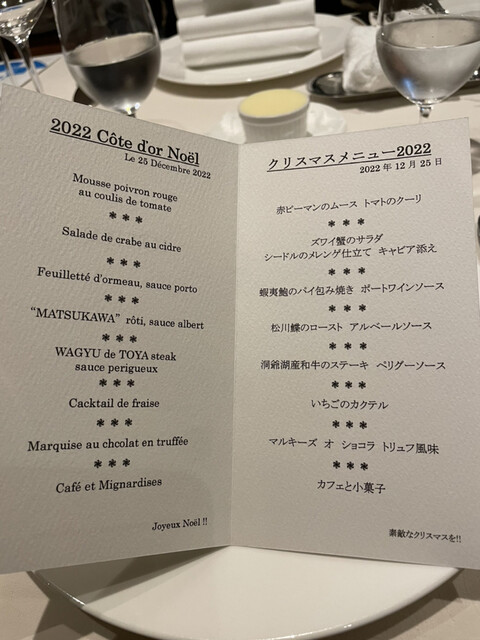 2022 Côte d'or Noël
Le 25 Décembre 2022
Mousse poivron rouge
au coulis de tomate
❃❃❃
Salade de crabe au cidre
❃❃❃
Feuilletté d'ormeau, sauce porto
❃❃❃
“MATSUKAWA” rôti, sauce albert
❃❃❃
WAGYU de TOYA steak
sauce perigueux
❃❃❃
Cacktail de fraise
❃❃❃
Marquise au chcolat en truffée
❃❃❃
Café et Mignardises
Joyeux Noël !!
クリスマスメニュー2022
2022 年 12 月 25 日
赤ピーマンのムース トマトのクーリ
❃❃❃
ズワイ蟹のサラダ
シードルのメレンゲ仕立て キャビア添え
❃❃❃
蝦夷鮑のパイ包み焼き ポートワインソース
❃❃❃
松川鰈のロースト アルベールソース
❃❃❃
洞爺湖産和牛のステーキ ペリグーソース
❃❃❃
いちごのカクテル
❃❃❃
マルキーズ オ ショコラ トリュフ風味
❃❃❃
カフェと小菓子
素敵なクリスマスを!!